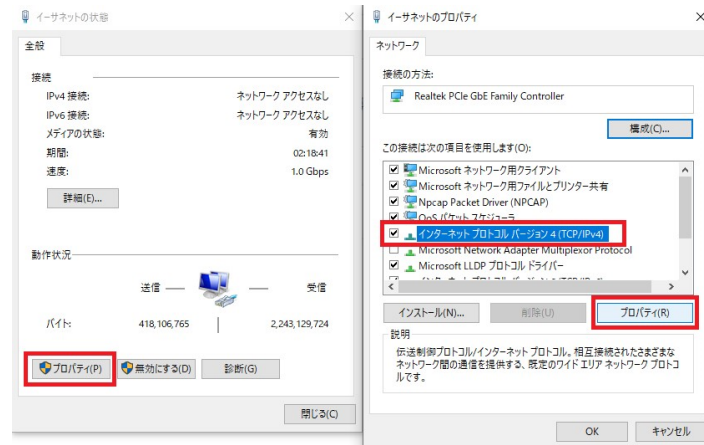 イーサネットの状態
全般
接続
IPv4 接続: ネットワーク アクセスなし
IPv6 接続: ネットワーク アクセスなし
メディアの状態: 有効
期間: 02:18:41
速度: 1.0 Gbps
詳細(E)...
動作状況
送信 受信
バイト: 418,106,765 2,243,129,724
プロパティ(P) 無効にする(D) 診断(G)
閉じる(C)
イーサネットのプロパティ
ネットワーク
接続の方法:
Realtek PCIe GbE Family Controller
構成(C)...
この接続は次の項目を使用します(O):
Microsoft ネットワーク用クライアント
Microsoft ネットワーク用ファイルとプリンター共有
Npcap Packet Driver (NPCAP)
QoS パケット スケジューラ
インターネット プロトコル バージョン 4 (TCP/IPv4)
Microsoft Network Adapter Multiplexor Protocol
Microsoft LLDP プロトコル ドライバー
インストール(N)... 削除(U) プロパティ(R)
説明
伝送制御プロトコル/インターネット プロトコル。相互接続されたさまざまな
ネットワーク間の通信を提供する、既定のワイド エリア ネットワーク プロトコ
ルです。
OK キャンセル